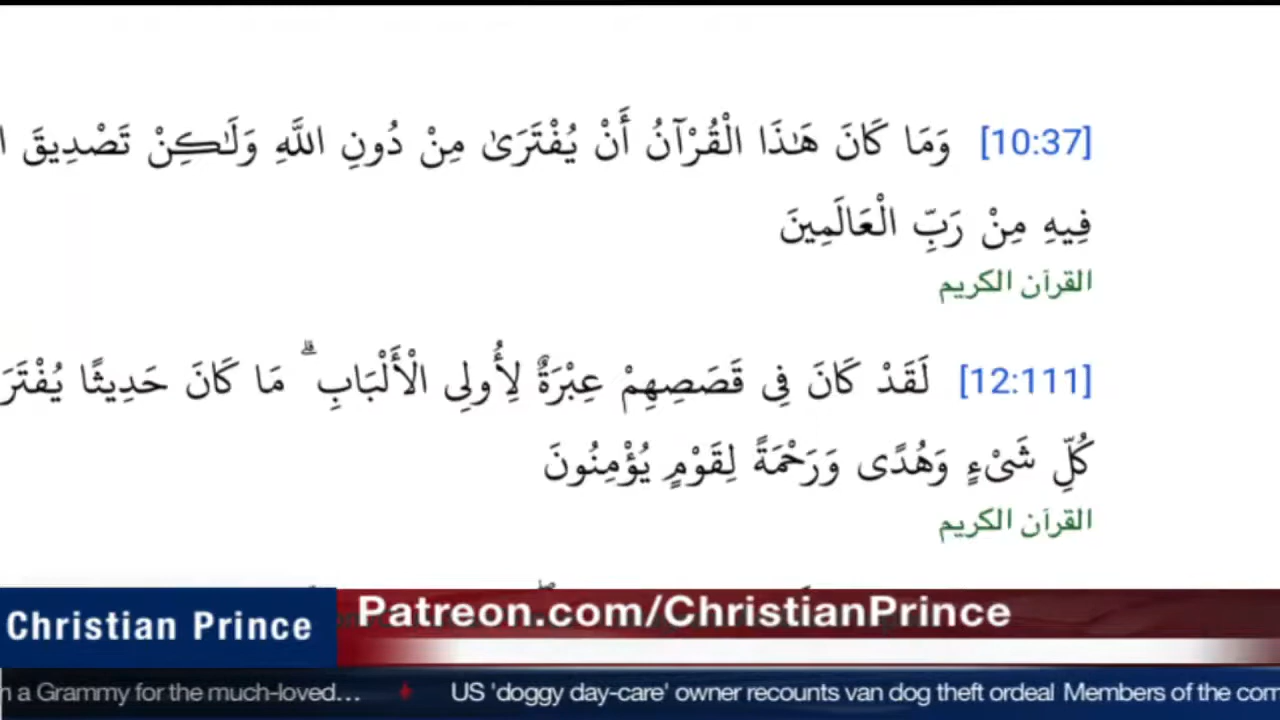 [10:37] وَمَا كَانَ هَـٰذَا الْقُرْآنُ أَنْ يُفْتَرَىٰ مِنْ دُونِ اللَّهِ وَلَـٰكِنْ تَصْدِيقَ
فِيهِ مِنْ رَبِّ الْعَالَمِينَ
القرآن الكريم
[12:111] لَقَدْ كَانَ فِي قَصَصِهِمْ عِبْرَةٌ لِأُولِي الْأَلْبَابِ ۗ مَا كَانَ حَدِيثًا يُفْتَرَ
كُلِّ شَيْءٍ وَهُدًى وَرَحْمَةً لِقَوْمٍ يُؤْمِنُونَ
القرآن الكريم
Christian Prince
Patreon.com/ChristianPrince
a Grammy for the much-loved... US 'doggy day-care' owner recounts van dog theft ordeal Members of the com